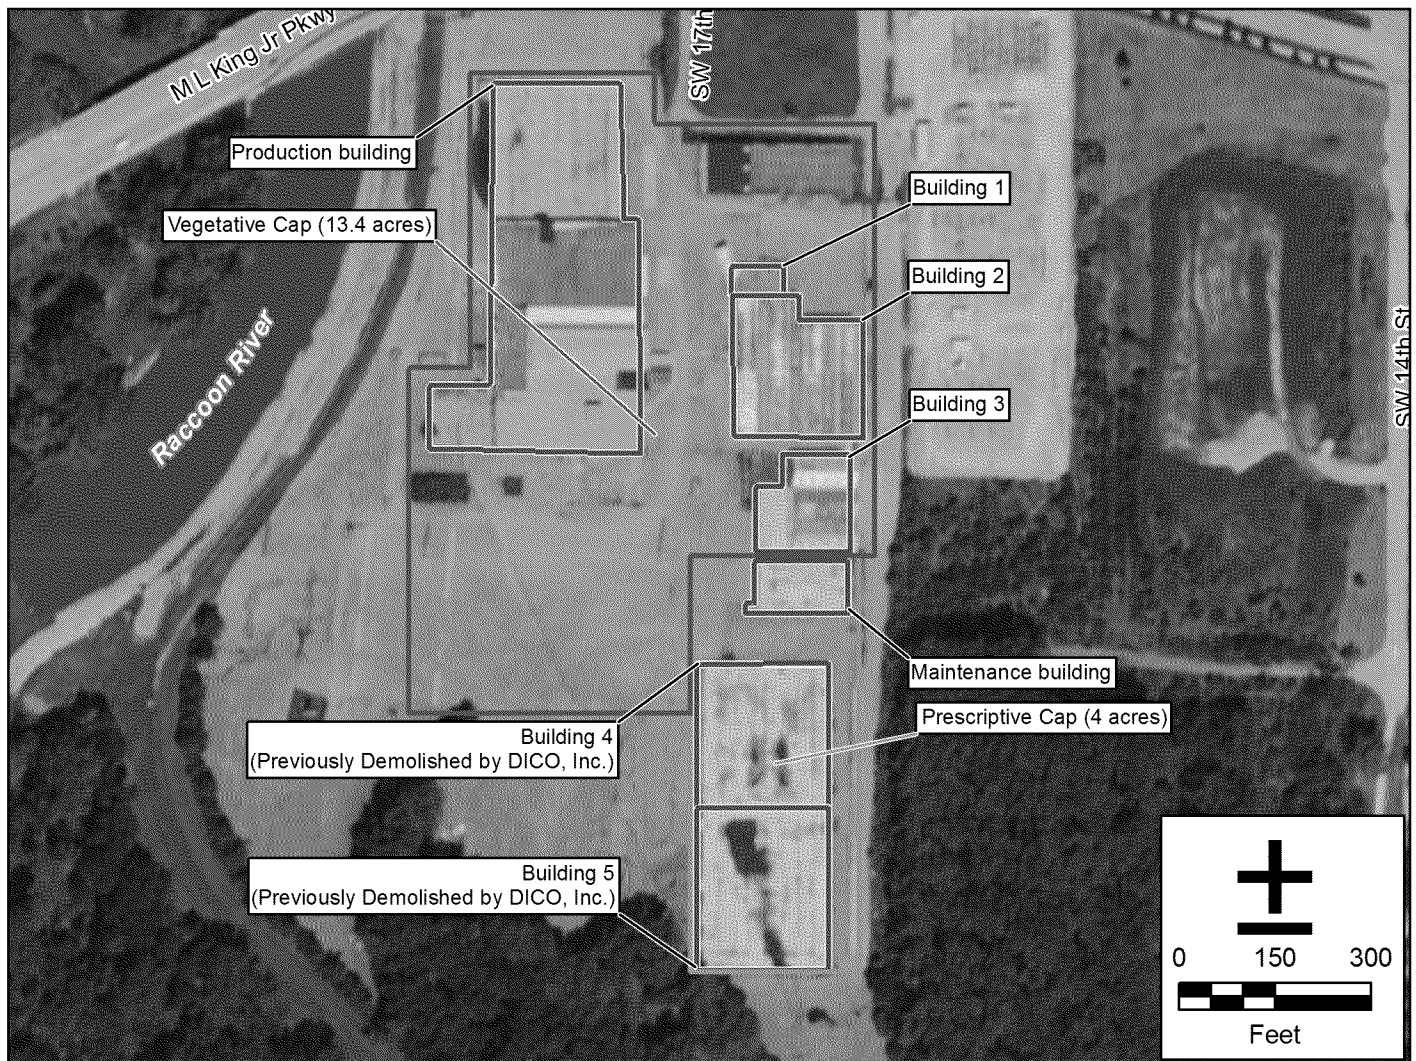 M L King Jr Pkwy
SW 17th
Production building
Building 1
Vegetative Cap (13.4 acres)
Building 2
Raccoon River
SW 14th St
Building 3
Maintenance building
Prescriptive Cap (4 acres)
Building 4
(Previously Demolished by DICO, Inc.)
Building 5
(Previously Demolished by DICO, Inc.)
0 150 300
Feet